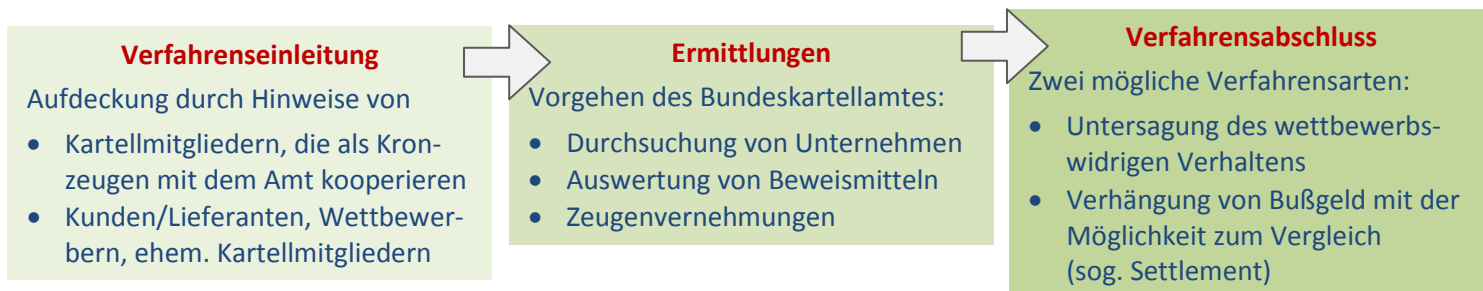 Verfahrenseinleitung
Aufdeckung durch Hinweise von
• Kartellmitgliedern, die als Kron-
zeugen mit dem Amt kooperieren
• Kunden/Lieferanten, Wettbewer-
bern, ehem. Kartellmitgliedern
Ermittlungen
Vorgehen des Bundeskartellamtes:
• Durchsuchung von Unternehmen
• Auswertung von Beweismitteln
• Zeugenvernehmungen
Verfahrensabschluss
Zwei mögliche Verfahrensarten:
• Untersagung des wettbewerbs-
widrigen Verhaltens
• Verhängung von Bußgeld mit der
Möglichkeit zum Vergleich
(sog. Settlement)